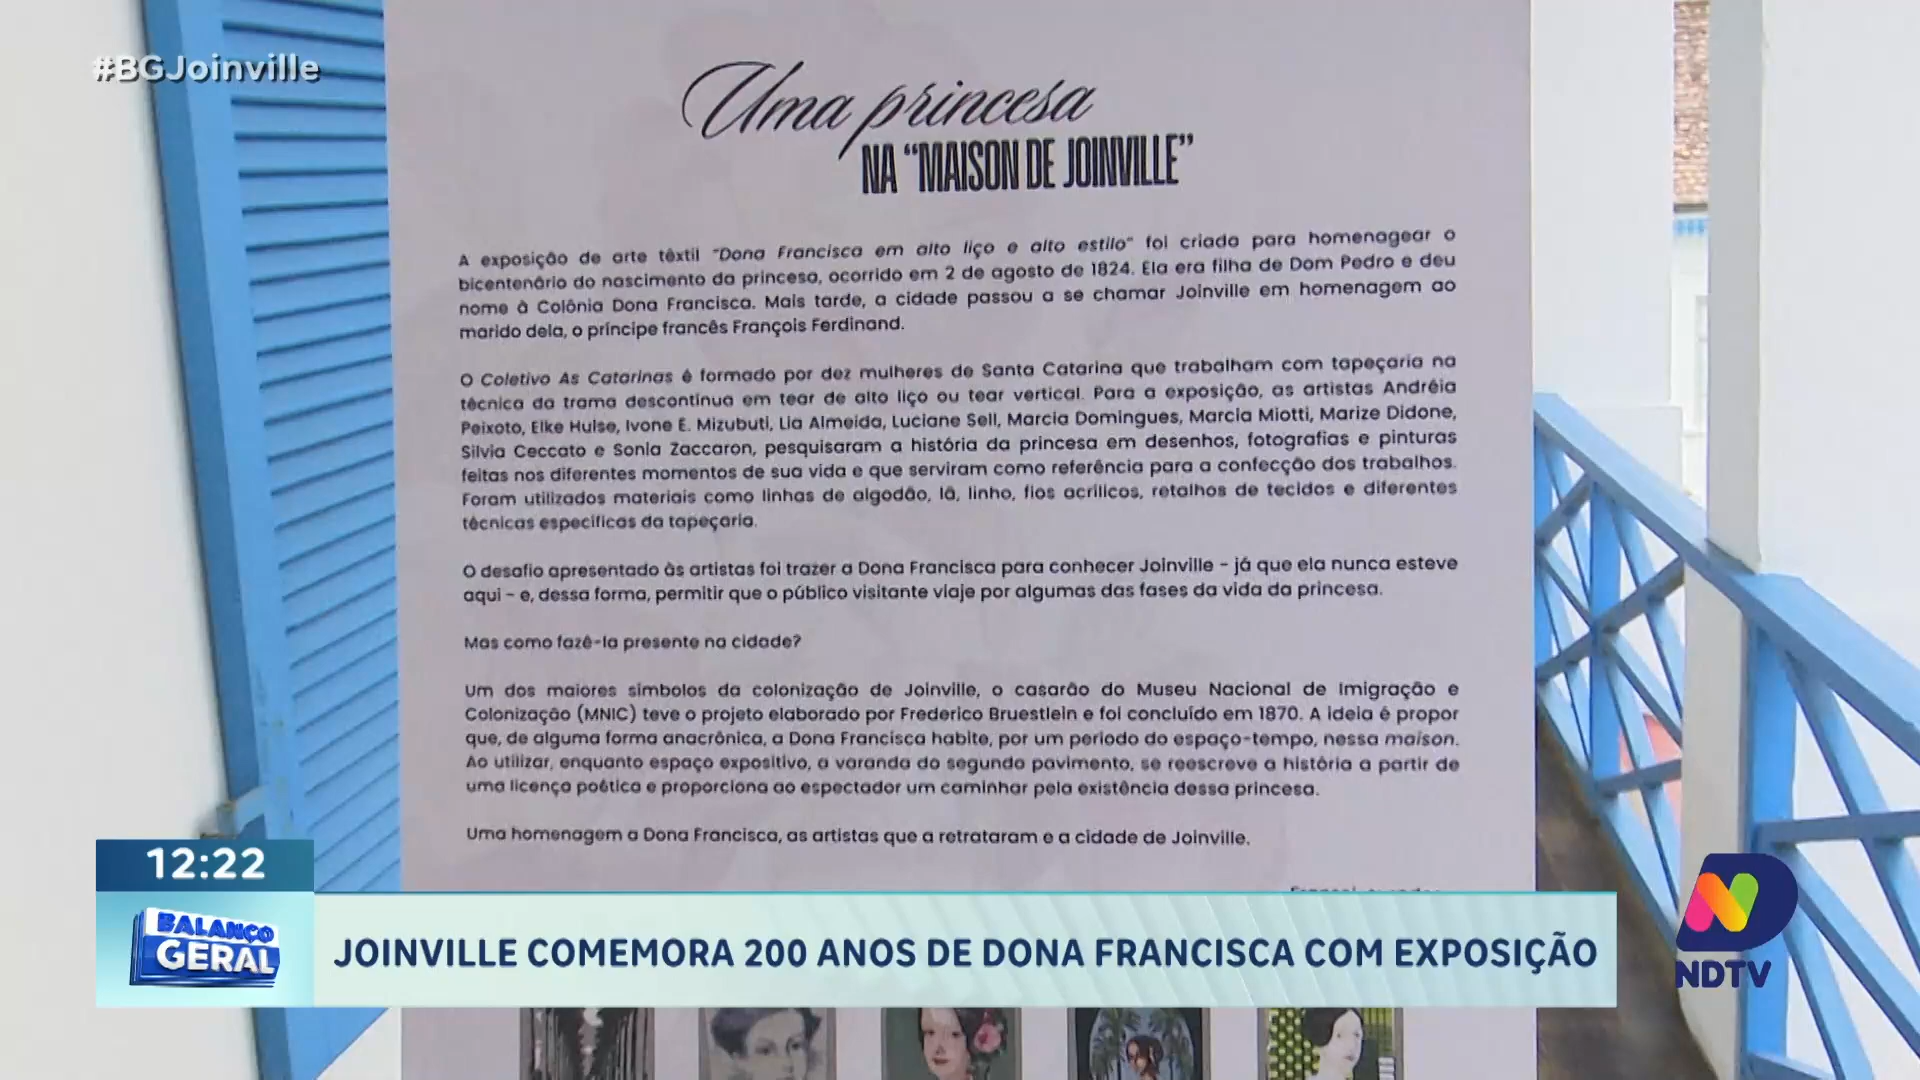 #BGJoinville
Uma princesa
NA “MAISON DE JOINVILLE”
A exposição de arte têxtil “Dona Francisca em alto liço e alto estilo” foi criada para homenagear o
bicentenário do nascimento da princesa, ocorrido em 2 de agosto de 1824. Ela era filha de Dom Pedro e deu
nome à Colônia Dona Francisca. Mais tarde, a cidade passou a se chamar Joinville em homenagem ao
marido dela, o príncipe francês François Ferdinand.
O Coletivo As Catarinas é formado por dez mulheres de Santa Catarina que trabalham com tapeçaria na
técnica da trama descontínua em tear de alto liço ou tear vertical. Para a exposição, as artistas Andréia
Peixoto, Elke Hulse, Ivone E. Mizubuti, Lia Almeida, Luciane Sell, Marcia Domingues, Marcia Miotti, Marize Didone,
Silvia Ceccato e Sonia Zaccaron, pesquisaram a história da princesa em desenhos, fotografias e pinturas
feitas nos diferentes momentos de sua vida e que serviram como referência para a confecção dos trabalhos.
Foram utilizados materiais como linhas de algodão, lã, linho, fios acrílicos, retalhos de tecidos e diferentes
técnicas específicas da tapeçaria.
O desafio apresentado às artistas foi trazer a Dona Francisca para conhecer Joinville - já que ela nunca esteve
aqui - e, dessa forma, permitir que o público visitante viaje por algumas das fases da vida da princesa.
Mas como fazê-la presente na cidade?
Um dos maiores símbolos da colonização de Joinville, o casarão do Museu Nacional de Imigração e
Colonização (MNIC) teve o projeto elaborado por Frederico Bruestlein e foi concluído em 1870. A ideia é propor
que, de alguma forma anacrônica, a Dona Francisca habite, por um período do espaço-tempo, nessa maison.
Ao utilizar, enquanto espaço expositivo, a varanda do segundo pavimento, se reescreve a história a partir de
uma licença poética e proporciona ao espectador um caminhar pela existência dessa princesa.
Uma homenagem a Dona Francisca, as artistas que a retrataram e a cidade de Joinville.
12:22
BALANÇO
GERAL
JOINVILLE COMEMORA 200 ANOS DE DONA FRANCISCA COM EXPOSIÇÃO
NDTV